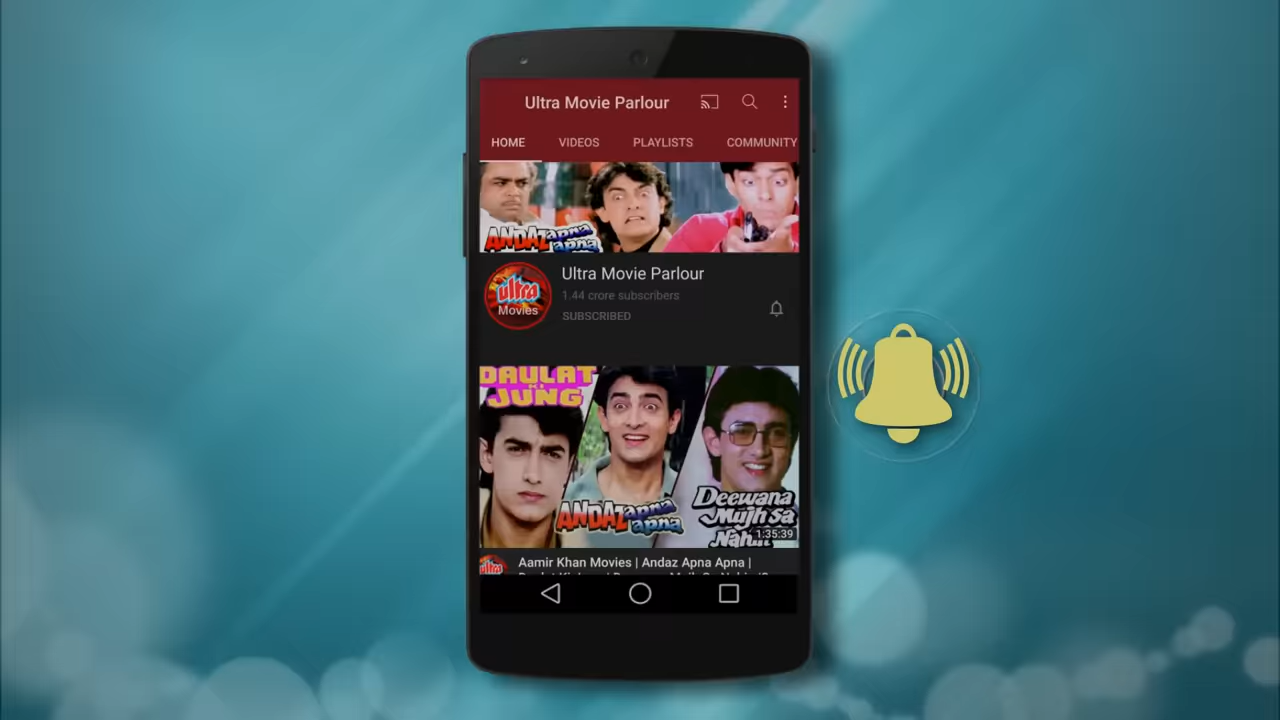 Ultra Movie Parlour
HOME VIDEOS PLAYLISTS COMMUNITY
ANDAZ apna apna
Ultra Movie Parlour
1.44 crore subscribers
SUBSCRIBED
ultra
Movies
DAULAT
KI
JUNG
ANDAZ apna apna
Deewana
Mujh Sa
Nahin
1:35:39
ultra
Aamir Khan Movies | Andaz Apna Apna |